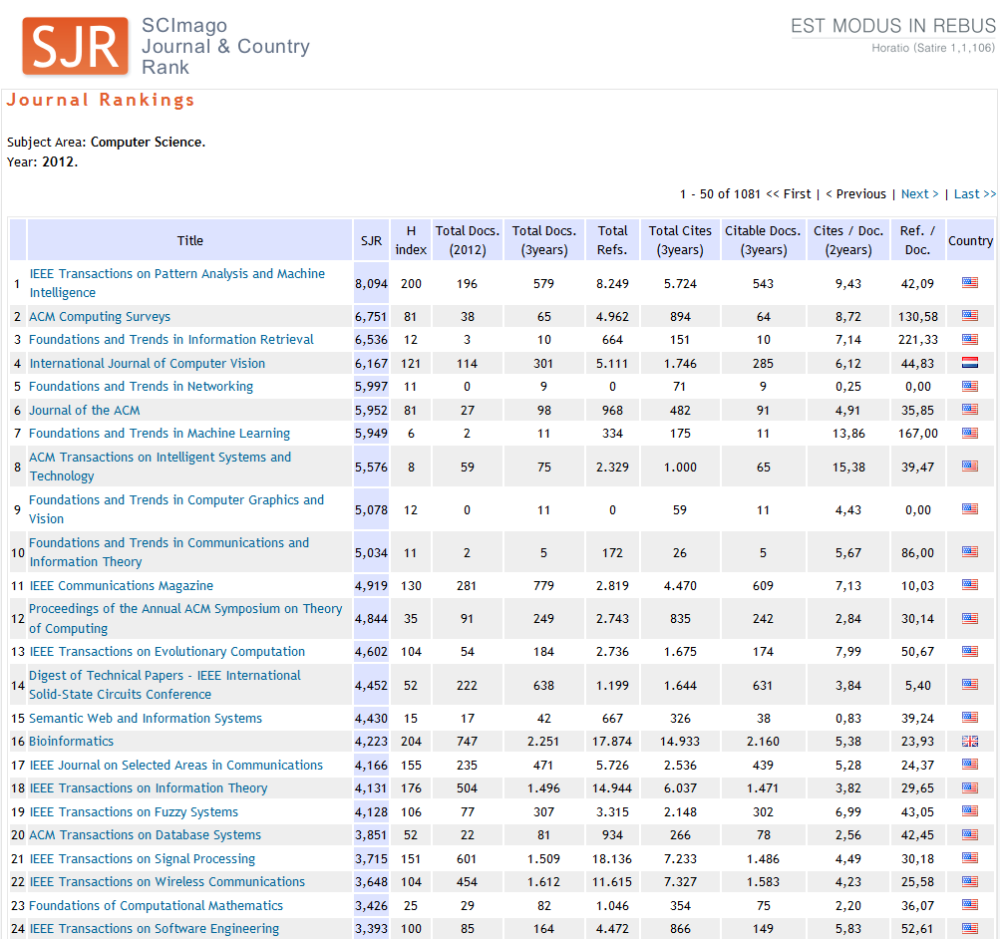 SJR
SCImago
Journal & Country
Rank
EST MODUS IN REBUS
Horatio (Satire 1,1,106)
Journal Rankings
Subject Area: Computer Science.
Year: 2012.
1 - 50 of 1081 << First | < Previous | Next > | Last >>
Title SJR H index Total Docs. (2012) Total Docs. (3years) Total Refs. Total Cites (3years) Citable Docs. (3years) Cites / Doc. (2years) Ref. / Doc. Country
1 IEEE Transactions on Pattern Analysis and Machine Intelligence 8,094 200 196 579 8.249 5.724 543 9,43 42,09
2 ACM Computing Surveys 6,751 81 38 65 4.962 894 64 8,72 130,58
3 Foundations and Trends in Information Retrieval 6,536 12 3 10 664 151 10 7,14 221,33
4 International Journal of Computer Vision 6,167 121 114 301 5.111 1.746 285 6,12 44,83
5 Foundations and Trends in Networking 5,997 11 0 9 0 71 9 0,25 0,00
6 Journal of the ACM 5,952 81 27 98 968 482 91 4,91 35,85
7 Foundations and Trends in Machine Learning 5,949 6 2 11 334 175 11 13,86 167,00
8 ACM Transactions on Intelligent Systems and Technology 5,576 8 59 75 2.329 1.000 65 15,38 39,47
9 Foundations and Trends in Computer Graphics and Vision 5,078 12 0 11 0 59 11 4,43 0,00
10 Foundations and Trends in Communications and Information Theory 5,034 11 2 5 172 26 5 5,67 86,00
11 IEEE Communications Magazine 4,919 130 281 779 2.819 4.470 609 7,13 10,03
12 Proceedings of the Annual ACM Symposium on Theory of Computing 4,844 35 91 249 2.743 835 242 2,84 30,14
13 IEEE Transactions on Evolutionary Computation 4,602 104 54 184 2.736 1.675 174 7,99 50,67
14 Digest of Technical Papers - IEEE International Solid-State Circuits Conference 4,452 52 222 638 1.199 1.644 631 3,84 5,40
15 Semantic Web and Information Systems 4,430 15 17 42 667 326 38 0,83 39,24
16 Bioinformatics 4,223 204 747 2.251 17.874 14.933 2.160 5,38 23,93
17 IEEE Journal on Selected Areas in Communications 4,166 155 235 471 5.726 2.536 439 5,28 24,37
18 IEEE Transactions on Information Theory 4,131 176 504 1.496 14.944 6.037 1.471 3,82 29,65
19 IEEE Transactions on Fuzzy Systems 4,128 106 77 307 3.315 2.148 302 6,99 43,05
20 ACM Transactions on Database Systems 3,851 52 22 81 934 266 78 2,56 42,45
21 IEEE Transactions on Signal Processing 3,715 151 601 1.509 18.136 7.233 1.486 4,49 30,18
22 IEEE Transactions on Wireless Communications 3,648 104 454 1.612 11.615 7.327 1.583 4,23 25,58
23 Foundations of Computational Mathematics 3,426 25 29 82 1.046 354 75 2,20 36,07
24 IEEE Transactions on Software Engineering 3,393 100 85 164 4.472 866 149 5,83 52,61